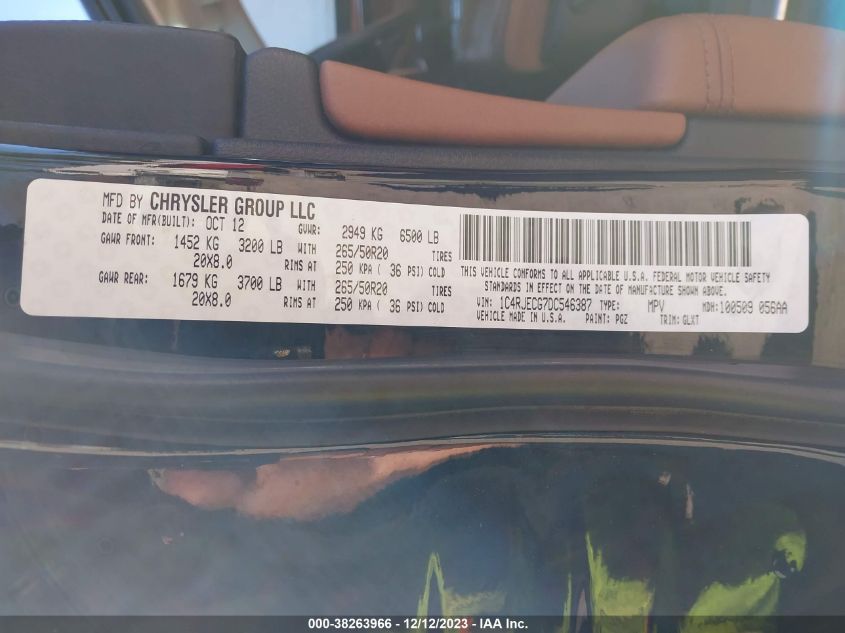 MFD BY CHRYSLER GROUP LLC
DATE OF MFR(BUILT): OCT 12 GVWR: 2949 KG 6500 LB
GAWR FRONT: 1452 KG 3200 LB WITH 265/50R20 TIRES
20X8.0 RIMS AT 250 KPA ( 36 PSI) COLD
GAWR REAR: 1679 KG 3700 LB WITH 265/50R20 TIRES
20X8.0 RIMS AT 250 KPA ( 36 PSI) COLD
THIS VEHICLE CONFORMS TO ALL APPLICABLE U.S.A. FEDERAL MOTOR VEHICLE SAFETY
STANDARDS IN EFFECT ON THE DATE OF MANUFACTURE SHOWN ABOVE.
VIN: 1C4RJECG7DC546387 TYPE: MPV MDH: 100509 056AA
VEHICLE MADE IN U.S.A. PAINT: PGZ TRIM: GLXT
000-38263966 - 12/12/2023 - IAA Inc.